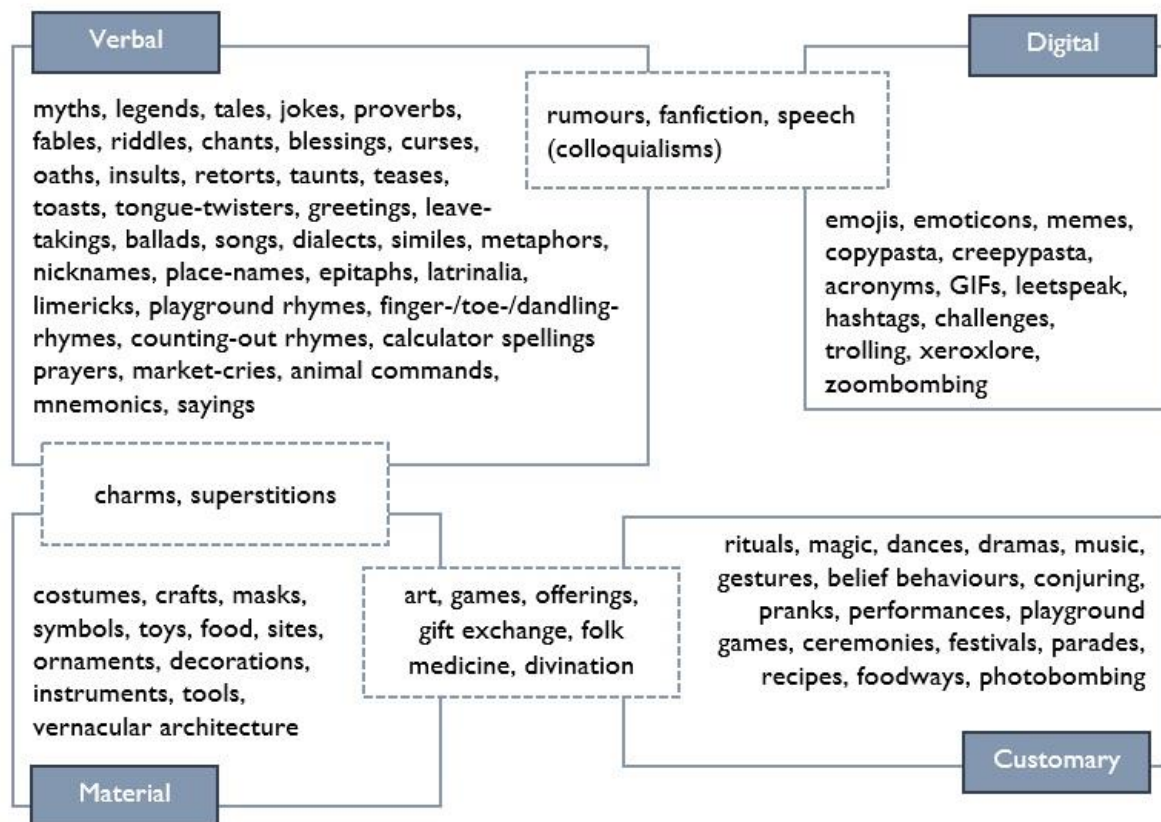 Verbal
myths, legends, tales, jokes, proverbs,
fables, riddles, chants, blessings, curses,
oaths, insults, retorts, taunts, teases,
toasts, tongue-twisters, greetings, leave-
takings, ballads, songs, dialects, similes, metaphors,
nicknames, place-names, epitaphs, latrinalia,
limericks, playground rhymes, finger-/toe-/dandling-
rhymes, counting-out rhymes, calculator spellings
prayers, market-cries, animal commands,
mnemonics, sayings
rumours, fanfiction, speech
(colloquialisms)
Digital
emojis, emoticons, memes,
copypasta, creepypasta,
acronyms, GIFs, leetspeak,
hashtags, challenges,
trolling, xeroxlore,
zoombombing
charms, superstitions
costumes, crafts, masks,
symbols, toys, food, sites,
ornaments, decorations,
instruments, tools,
vernacular architecture
Material
art, games, offerings,
gift exchange, folk
medicine, divination
rituals, magic, dances, dramas, music,
gestures, belief behaviours, conjuring,
pranks, performances, playground
games, ceremonies, festivals, parades,
recipes, foodways, photobombing
Customary